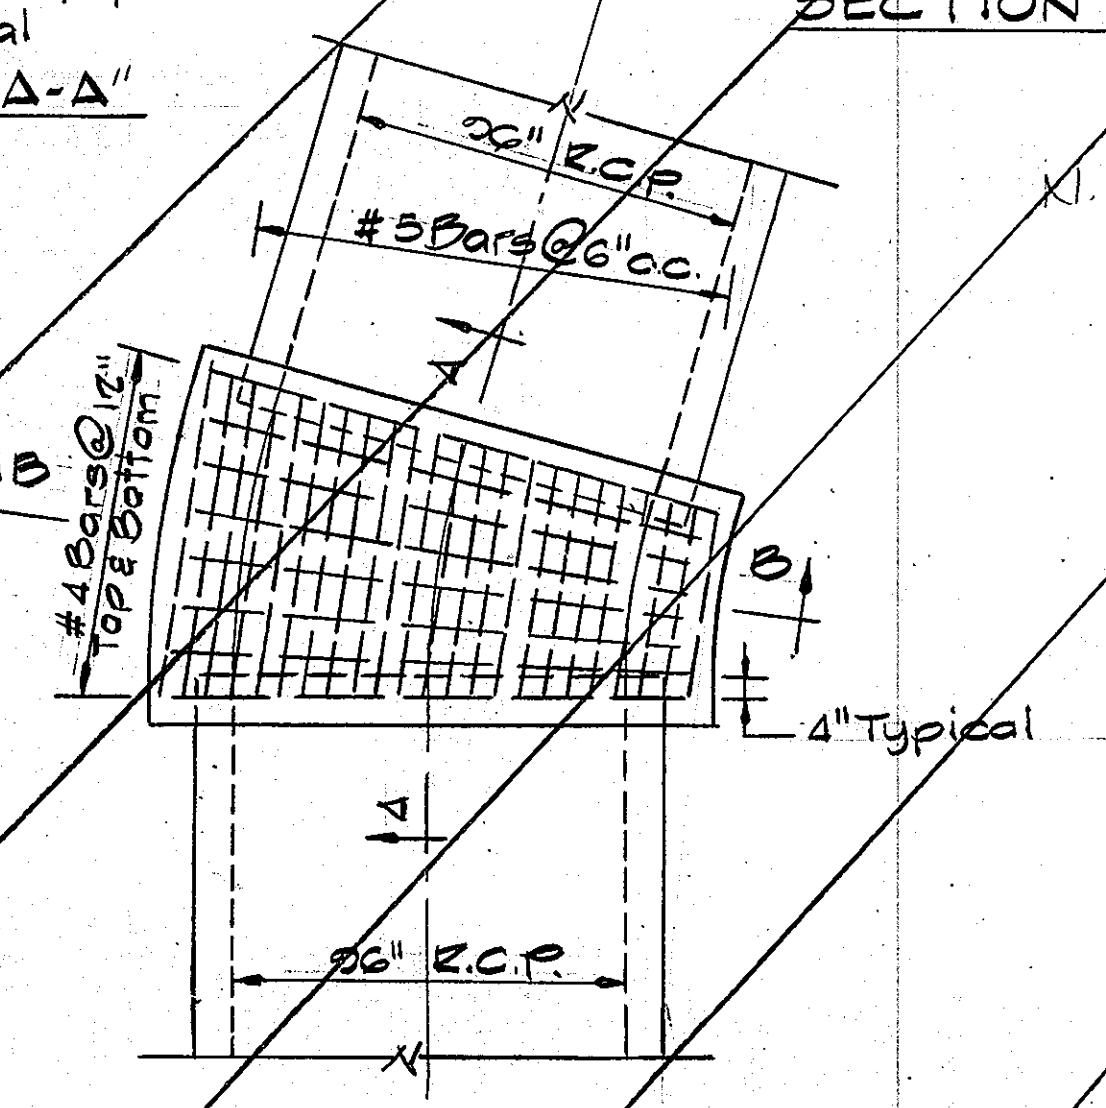 al
A-A"
SECTION
96" R.C.P.
#5 Bars @ 6" o.c.
A
#4 Bars @ 12"
Top & Bottom
B
B
4" Typical
A
96" R.C.P.